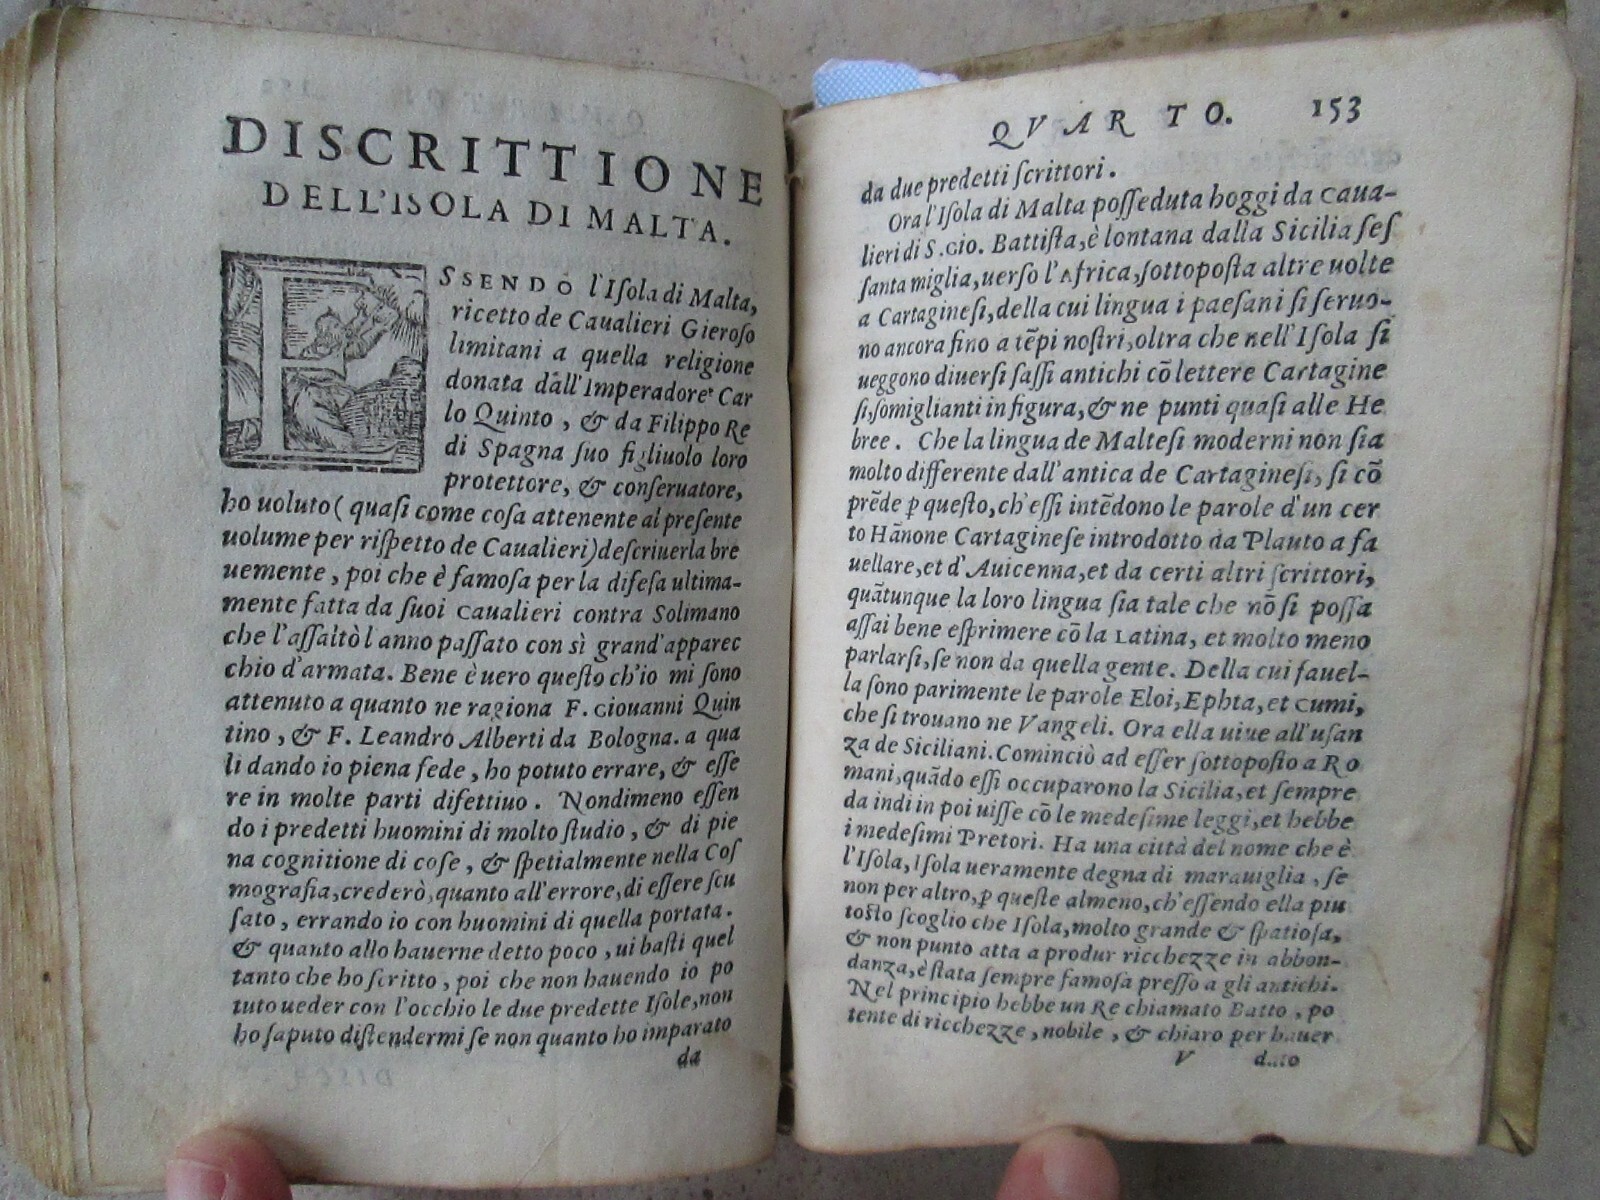 DISCRITTIONE
DELL'ISOLA DI MALTA.
ESSENDO l'Iſola di Malta,
ricetto de Caualieri Gieroſo
limitani a quella religione
donata dall'Imperadore Car
lo Quinto, & da Filippo Re
di Spagna ſuo figliuolo loro
protettore, & conſeruatore,
ho uoluto ( quaſi come coſa attenente al preſente
uolume per riſpetto de Caualieri) deſcriuerla bre
uemente, poi che è famoſa per la difeſa ultima-
mente fatta da ſuoi Caualieri contra Solimano
che l'aſſaltò l'anno paſſato con sì grand'apparec
chio d'armata. Bene è uero queſto ch'io mi ſono
attenuto a quanto ne ragiona F. Giouanni Quin
tino, & F. Leandro Alberti da Bologna. a qua
li dando io piena fede, ho potuto errare, & eſſe
re in molte parti difettiuo. Nondimeno eſſen
do i predetti huomini di molto ſtudio, & di pie
na cognitione di coſe, & ſpetialmente nella Coſ
mografia, crederò, quanto all'errore, di eſſere ſcu
ſato, errando io con huomini di quella portata.
& quanto allo hauerne detto poco, ui baſti quel
tanto che ho ſcritto, poi che non hauendo io po
tuto ueder con l'occhio le due predette Iſole, non
ho ſaputo diſtendermi ſe non quanto ho imparato
da
QVARTO. 153
da due predetti ſcrittori.
Ora l'Iſola di Malta poſſeduta hoggi da Caua-
lieri di S. Gio. Battiſta, è lontana dalla Sicilia ſeſ
ſanta miglia, uerſo l'Africa, ſottopoſta altre uolte
a Cartagineſi, della cui lingua i paeſani ſi ſeruo-
no ancora fino a tẽpi noſtri, oltra che nell'Iſola ſi
ueggono diuerſi ſaſſi antichi cõ lettere Cartagine
ſi, ſomiglianti in figura, & ne punti quaſi alle He
bree. Che la lingua de Malteſi moderni non ſia
molto differente dall'antica de Cartagineſi, ſi cõ
prẽde ꝑ queſto, ch'eſſi intẽdono le parole d'un cer
to Hãnone Cartagineſe introdotto da Plauto a fa
uellare, et d'Auicenna, et da certi altri ſcrittori,
quãtunque la loro lingua ſia tale che nõ ſi poſſa
aſſai bene eſprimere cõ la Latina, et molto meno
parlarſi, ſe non da quella gente. Della cui fauel-
la ſono parimente le parole Eloi, Ephta, et Cumi,
che ſi trouano ne Vangeli. Ora ella uiue all'uſan
za de Siciliani. Cominciò ad eſſer ſottopoſto a Ro
mani, quãdo eſſi occuparono la Sicilia, et ſempre
da indi in poi uiſſe cõ le medeſime leggi, et hebbe
i medeſimi Pretori. Ha una città del nome che è
l'Iſola, Iſola ueramente degna di marauiglia, ſe
non per altro, ꝑ queſte almeno, ch'eſſendo ella piu
toſto ſcoglio che Iſola, molto grande & ſpatioſa,
& non punto atta a produr ricchezze in abbon-
danza, è ſtata ſempre famoſa preſſo a gli antichi.
Nel principio hebbe un Re chiamato Batto, po
tente di ricchezze, nobile, & chiaro per hauer
V